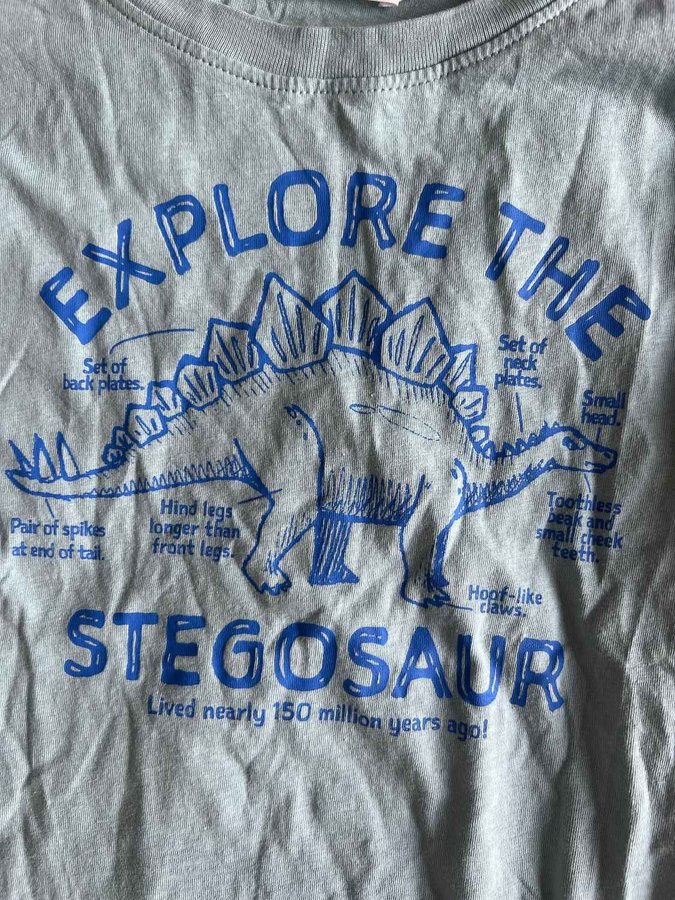 EXPLORE THE
Set of
back plates.
Set of
neck
plates.
Small
head.
Pair of spikes
at end of tail.
Hind legs
longer than
front legs.
Toothless
beak and
small cheek
teeth.
Hoof-like
claws.
STEGOSAUR
Lived nearly 150 million years ago!